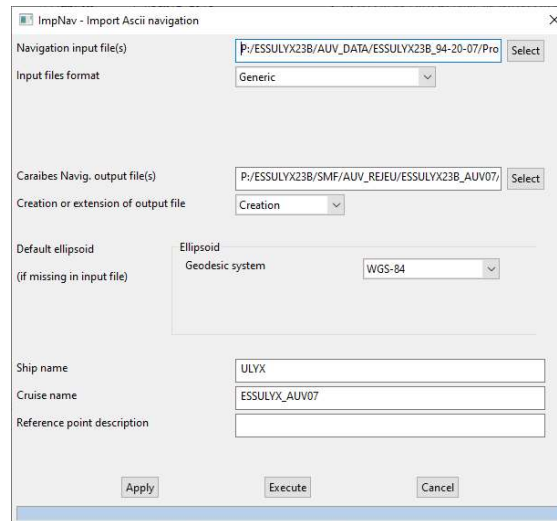 ImpNav - Import Ascii navigation
Navigation input file(s) P:/ESSULYX23B/AUV_DATA/ESSULYX23B_94-20-07/Pro Select
Input files format Generic
Caraibes Navig. output file(s) P:/ESSULYX23B/SMF/AUV_REJEU/ESSULYX23B_AUV07/ Select
Creation or extension of output file Creation
Default ellipsoid Ellipsoid
Geodesic system WGS-84
(if missing in input file)
Ship name ULYX
Cruise name ESSULYX_AUV07
Reference point description
Apply Execute Cancel